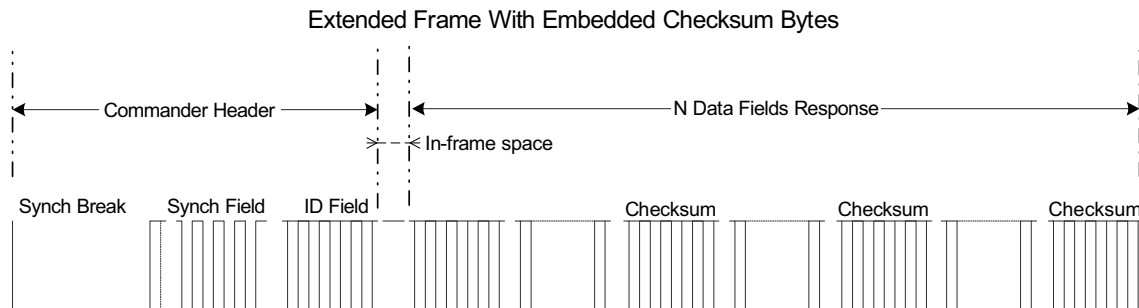 Extended Frame With Embedded Checksum Bytes
Commander Header
N Data Fields Response
In-frame space
Synch Break
Synch Field
ID Field
Checksum
Checksum
Checksum